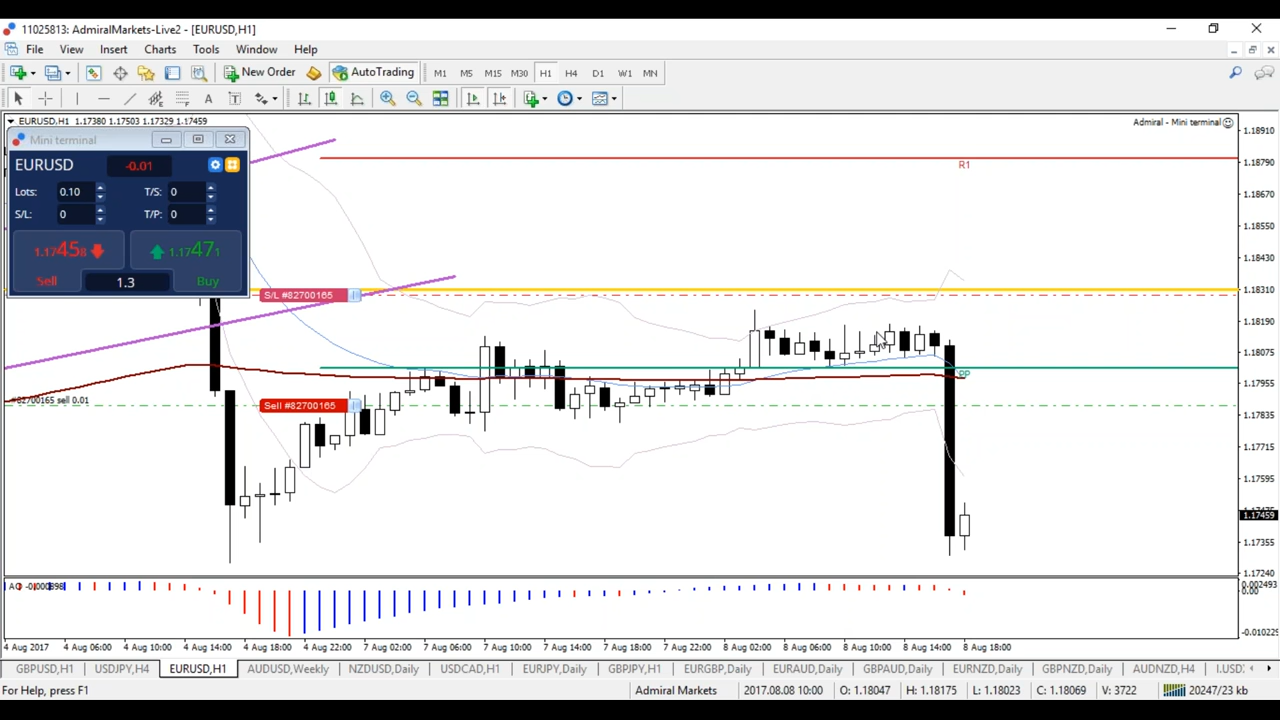 11025813: AdmiralMarkets-Live2 - [EURUSD,H1]
File View Insert Charts Tools Window Help
New Order AutoTrading M1 M5 M15 M30 H1 H4 D1 W1 MN
A T
EURUSD,H1 1.17380 1.17503 1.17329 1.17459
Admiral - Mini terminal
Mini terminal
EURUSD -0.01
Lots: 0.10 T/S: 0
S/L: 0 T/P: 0
1.17458 1.17471
Sell 1.3 Buy
R1
S/L #82700165
PP
#82700165 sell 0.01
Sell #82700165
1.18910
1.18790
1.18670
1.18550
1.18430
1.18310
1.18190
1.18075
1.17955
1.17835
1.17715
1.17595
1.17459
1.17355
1.17240
AO -0.000898
0.002493
0.00
4 Aug 2017 4 Aug 06:00 4 Aug 10:00 4 Aug 14:00 4 Aug 18:00 4 Aug 22:00 7 Aug 02:00 7 Aug 06:00 7 Aug 10:00 7 Aug 14:00 7 Aug 18:00 7 Aug 22:00 8 Aug 02:00 8 Aug 06:00 8 Aug 10:00 8 Aug 14:00 8 Aug 18:00
GBPUSD,H1 USDJPY,H4 EURUSD,H1 AUDUSD,Weekly NZDUSD,Daily USDCAD,H1 EURJPY,Daily GBPJPY,H1 EURGBP,Daily EURAUD,Daily GBPAUD,Daily EURNZD,Daily GBPNZD,Daily AUDNZD,H4
For Help, press F1 Admiral Markets 2017.08.08 10:00 O: 1.18047 H: 1.18175 L: 1.18023 C: 1.18069 V: 3722 20247/23 kb